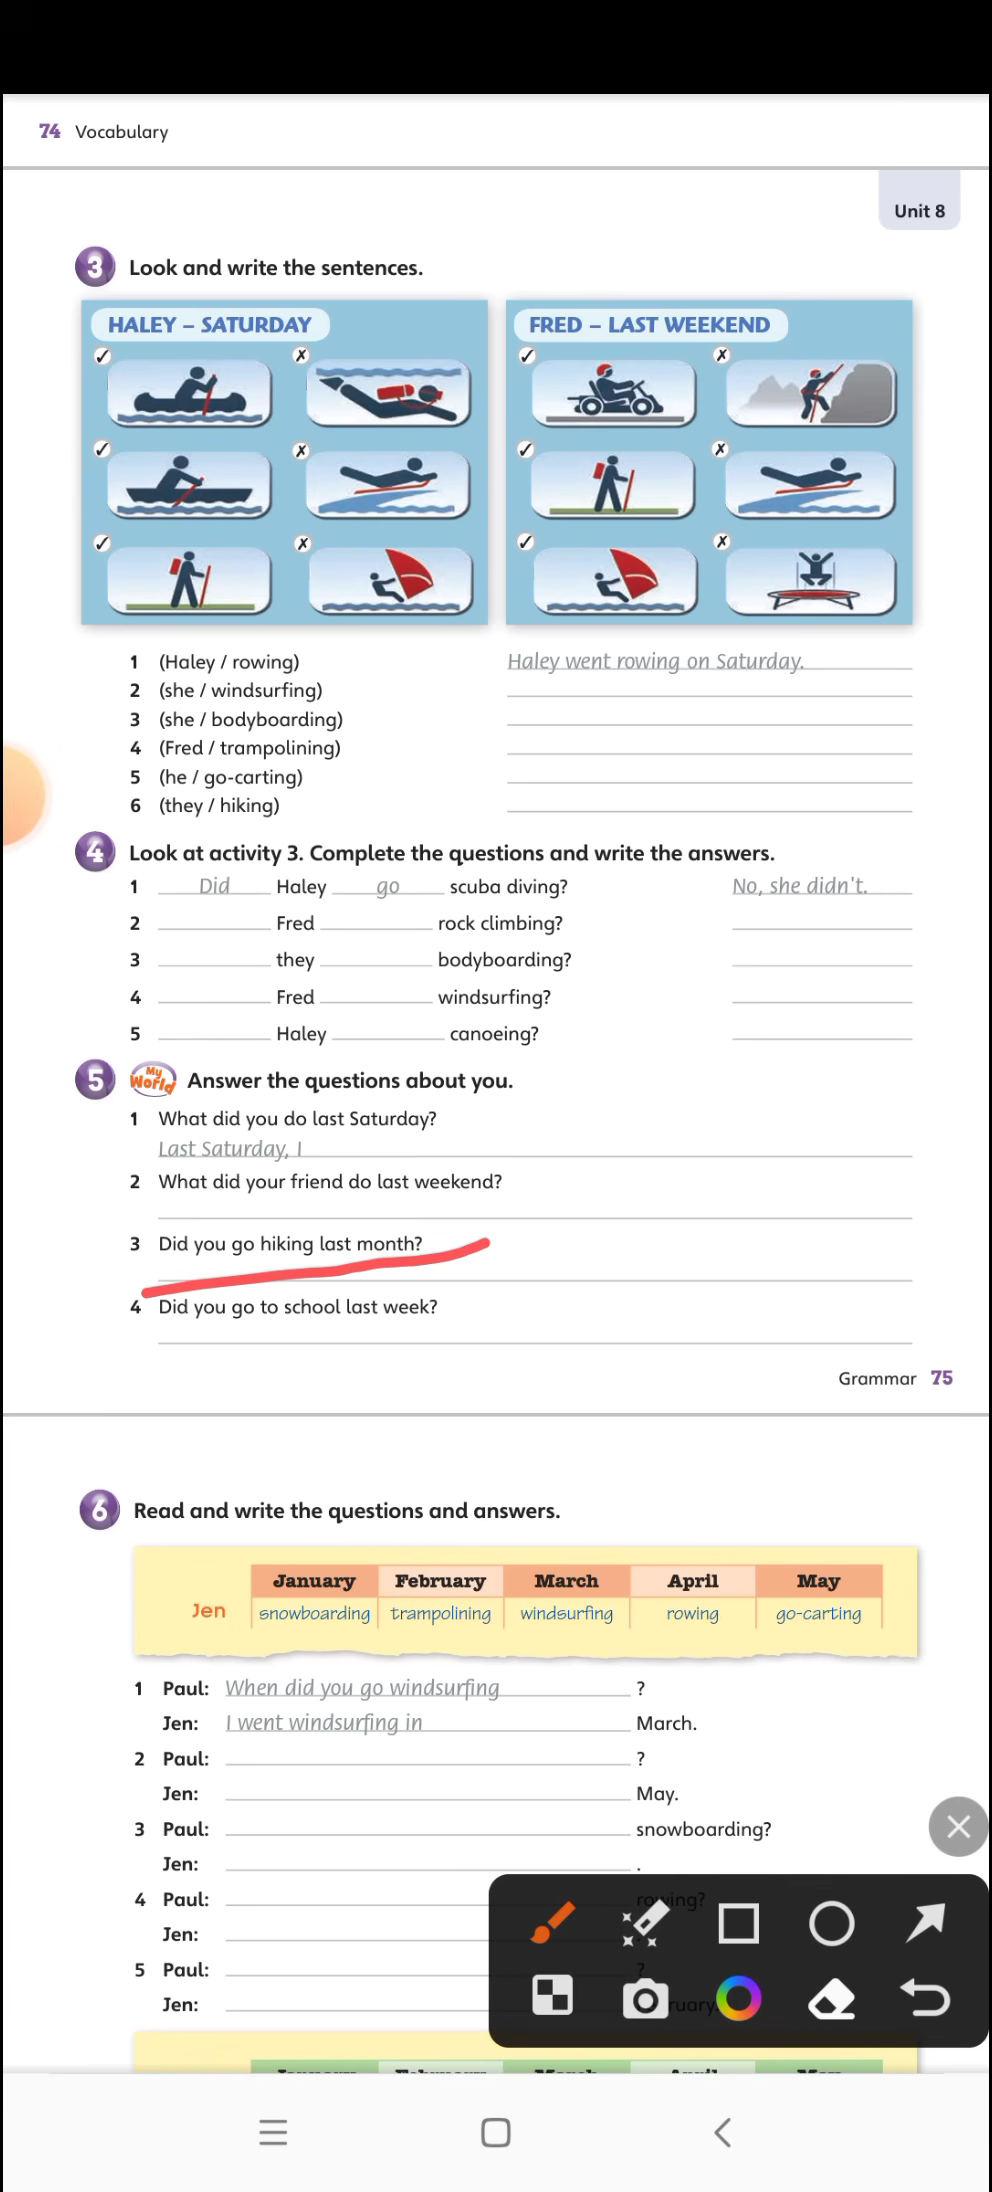 74 Vocabulary
Unit 8
3 Look and write the sentences.
HALEY – SATURDAY
FRED – LAST WEEKEND
1 (Haley / rowing) Haley went rowing on Saturday.
2 (she / windsurfing)
3 (she / bodyboarding)
4 (Fred / trampolining)
5 (he / go-carting)
6 (they / hiking)
4 Look at activity 3. Complete the questions and write the answers.
1 Did Haley go scuba diving? No, she didn't.
2 Fred rock climbing?
3 they bodyboarding?
4 Fred windsurfing?
5 Haley canoeing?
5 My World Answer the questions about you.
1 What did you do last Saturday?
Last Saturday, I
2 What did your friend do last weekend?
3 Did you go hiking last month?
4 Did you go to school last week?
Grammar 75
6 Read and write the questions and answers.
January February March April May
Jen snowboarding trampolining windsurfing rowing go-carting
1 Paul: When did you go windsurfing ?
Jen: I went windsurfing in March.
2 Paul: ?
Jen: May.
3 Paul: snowboarding?
Jen: .
4 Paul: rowing?
Jen:
5 Paul: ?
Jen: